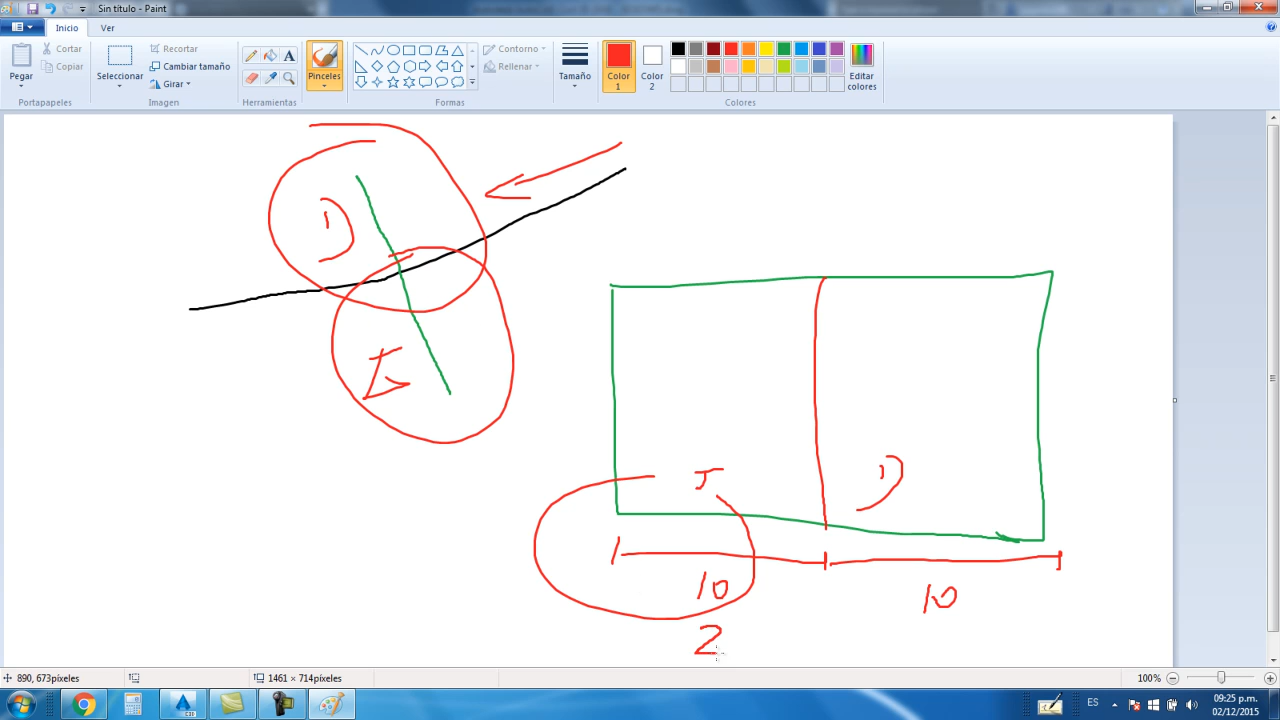 Sin título - Paint
Inicio
Ver
Pegar
Cortar
Copiar
Portapapeles
Seleccionar
Recortar
Cambiar tamaño
Girar
Imagen
Herramientas
Pinceles
Contorno
Rellenar
Formas
Tamaño
Color
1
Color
2
Editar
colores
Colores
D
I
I
D
10
10
2
890, 673píxeles
1461 × 714píxeles
100%
ES
09:25 p.m.
02/12/2015